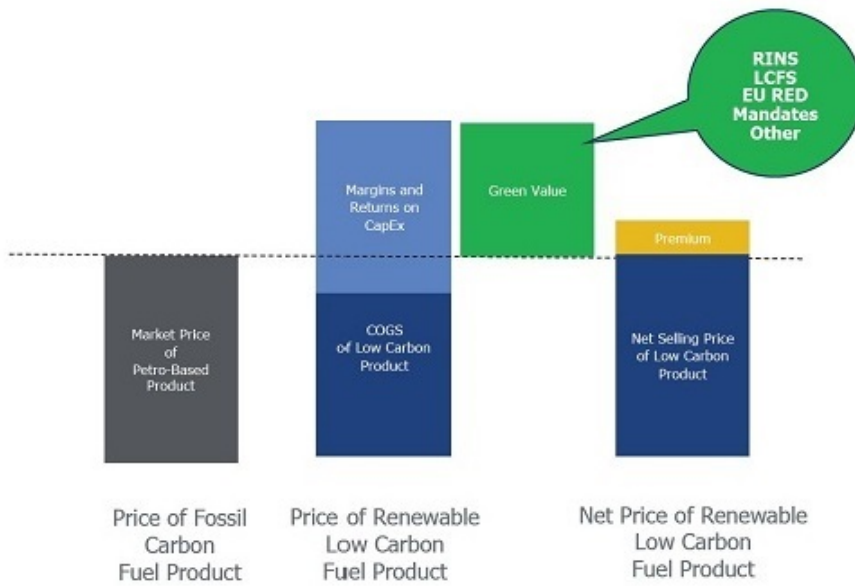 RINS
LCFS
EU RED
Mandates
Other
Margins and
Returns on
CapEx
Green Value
Premium
Market Price
of
Petro-Based
Product
COGS
of Low Carbon
Product
Net Selling Price
of Low Carbon
Product
Price of Fossil
Carbon
Fuel Product
Price of Renewable
Low Carbon
Fuel Product
Net Price of Renewable
Low Carbon
Fuel Product